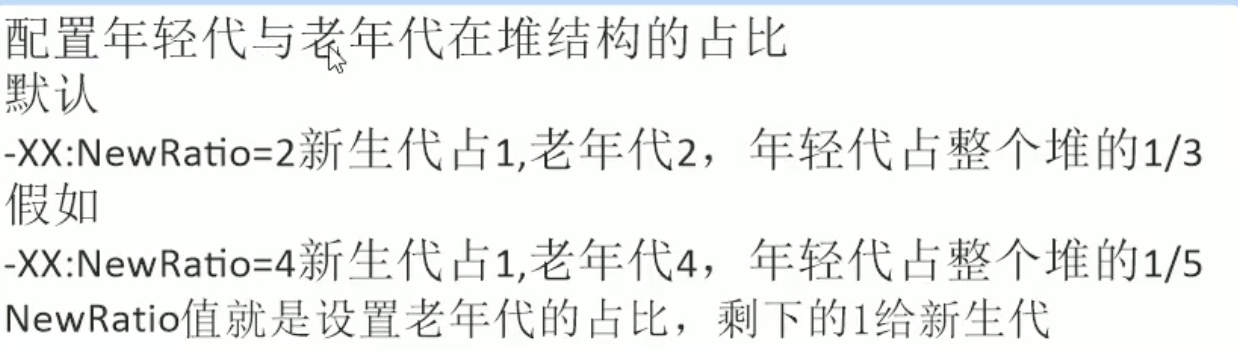 配置年轻代与老年代在堆结构的占比
默认
-XX:NewRatio=2新生代占1,老年代2，年轻代占整个堆的1/3
假如
-XX:NewRatio=4新生代占1,老年代4，年轻代占整个堆的1/5
NewRatio值就是设置老年代的占比，剩下的1给新生代